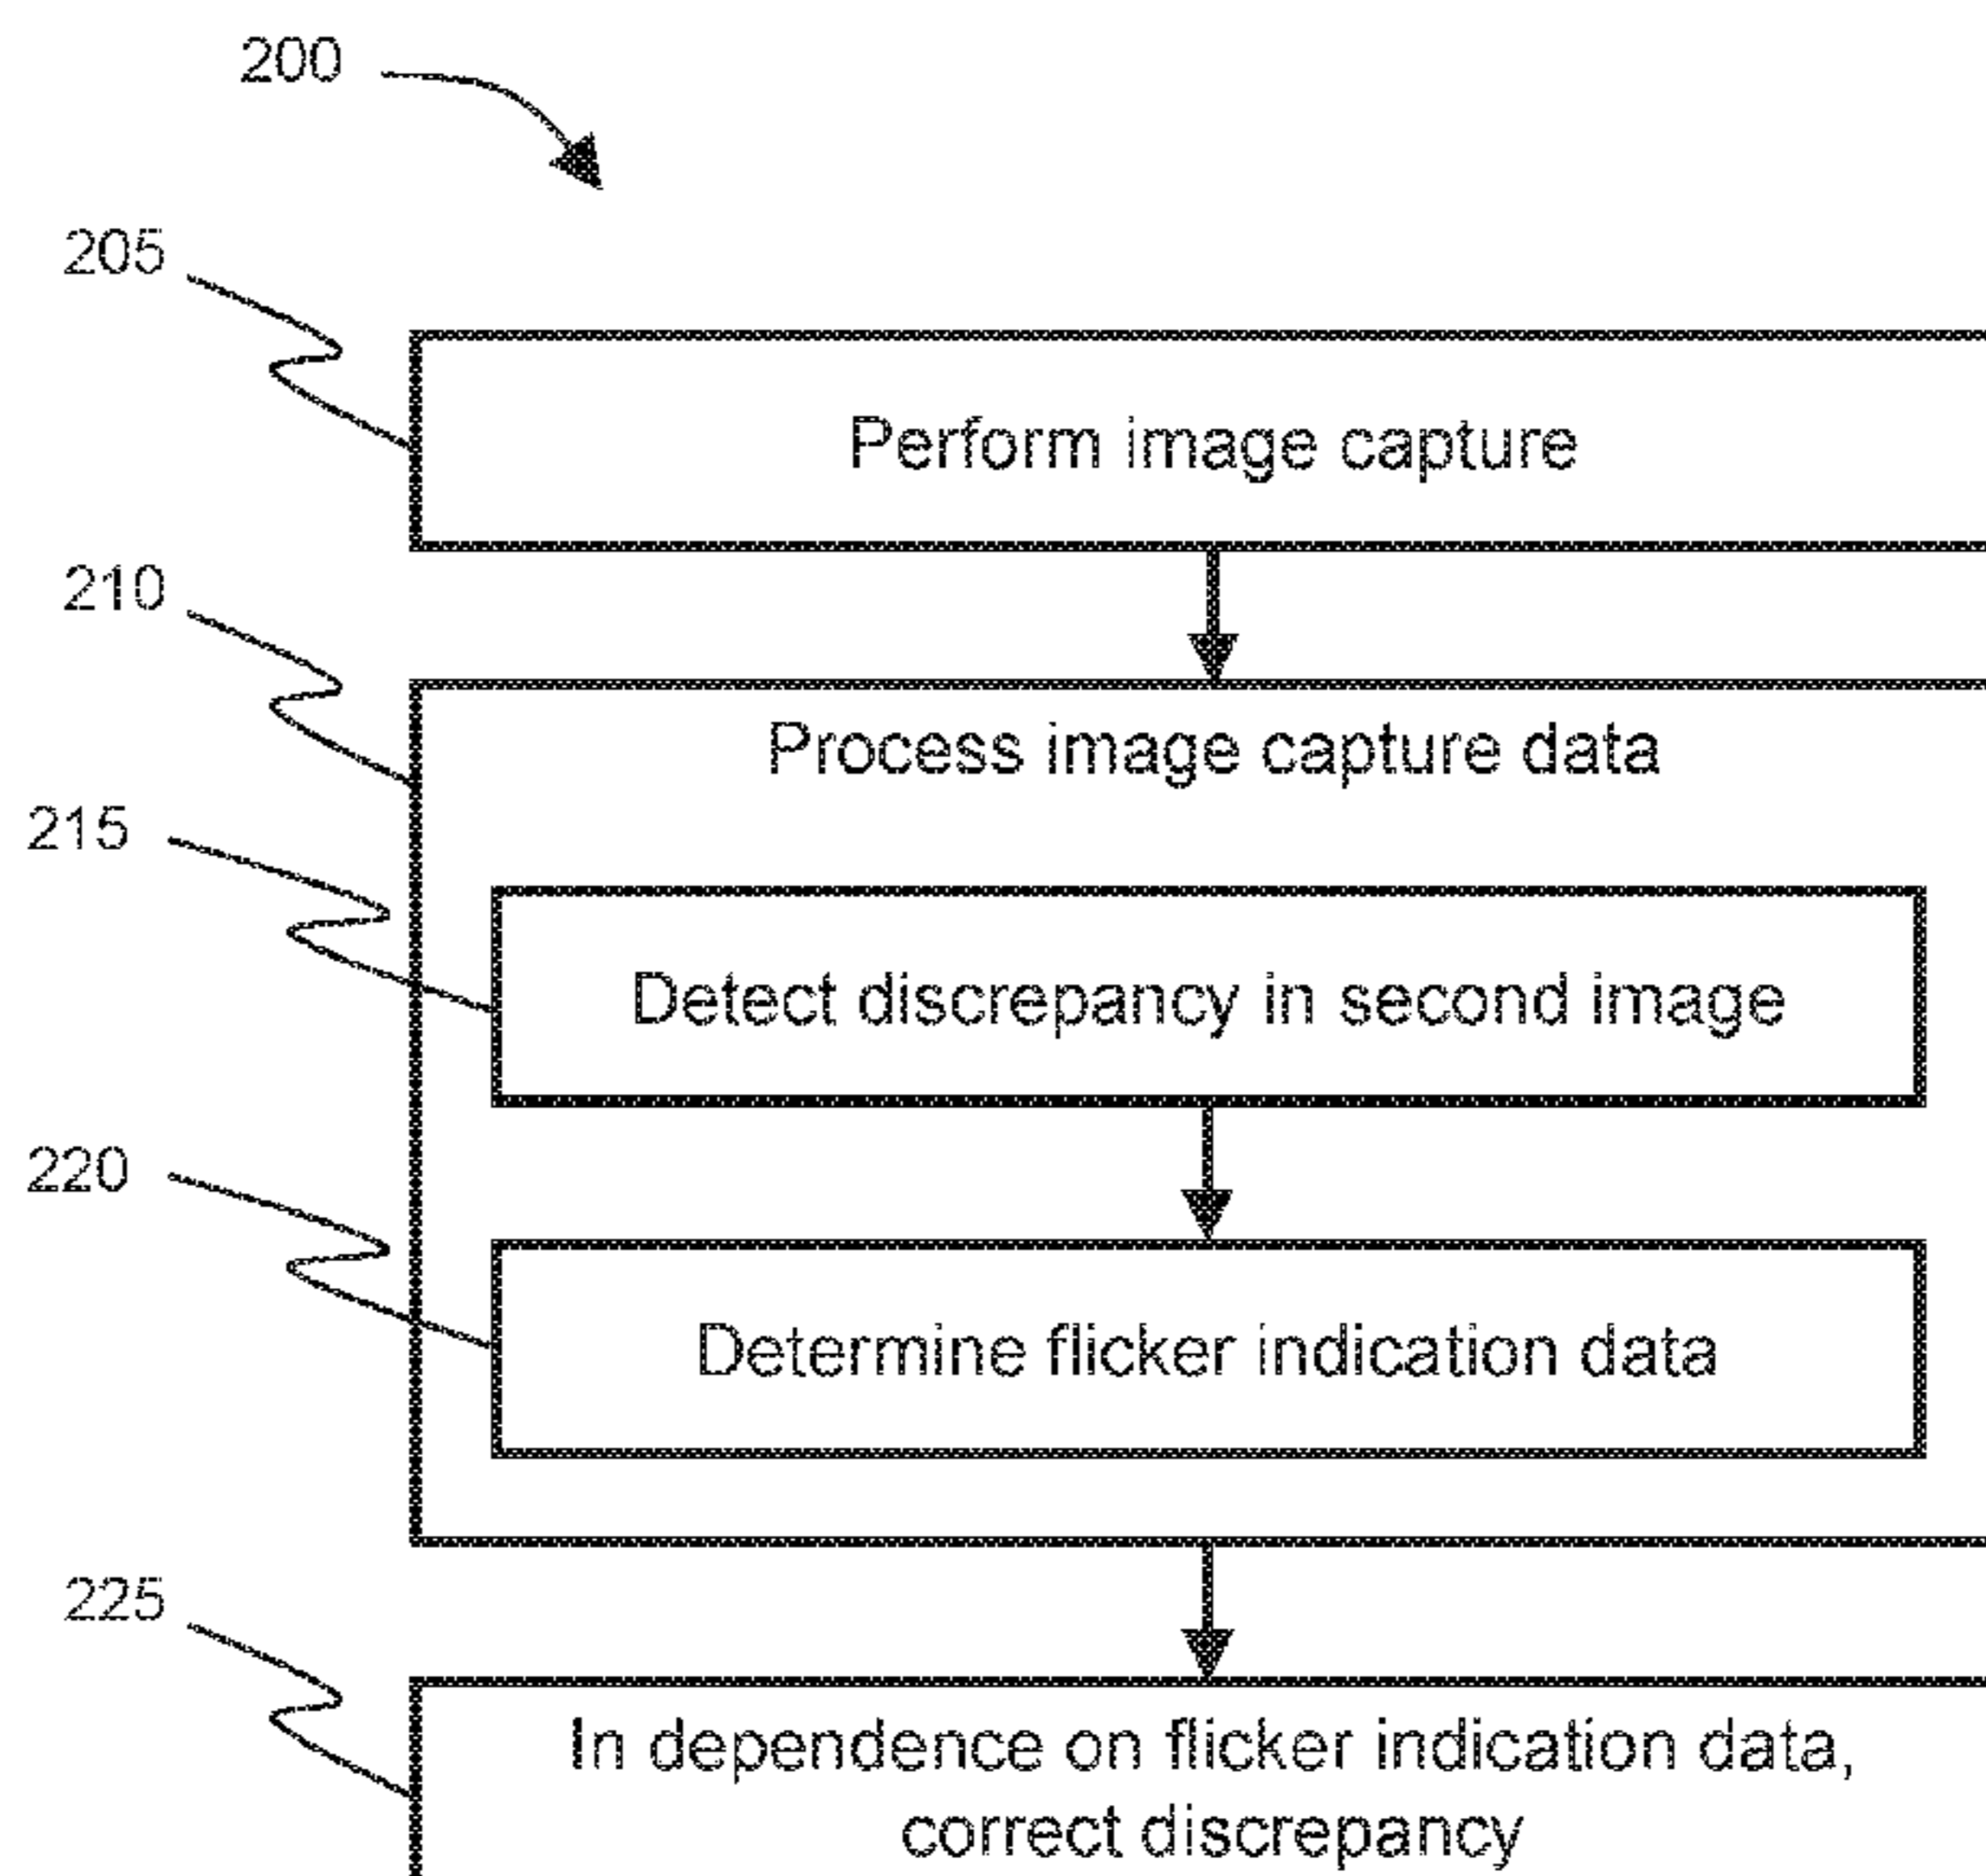 200
205
Perform image capture
210
Process image capture data
215
Detect discrepancy in second image
220
Determine flicker indication data
225
In dependence on flicker indication data,
correct discrepancy